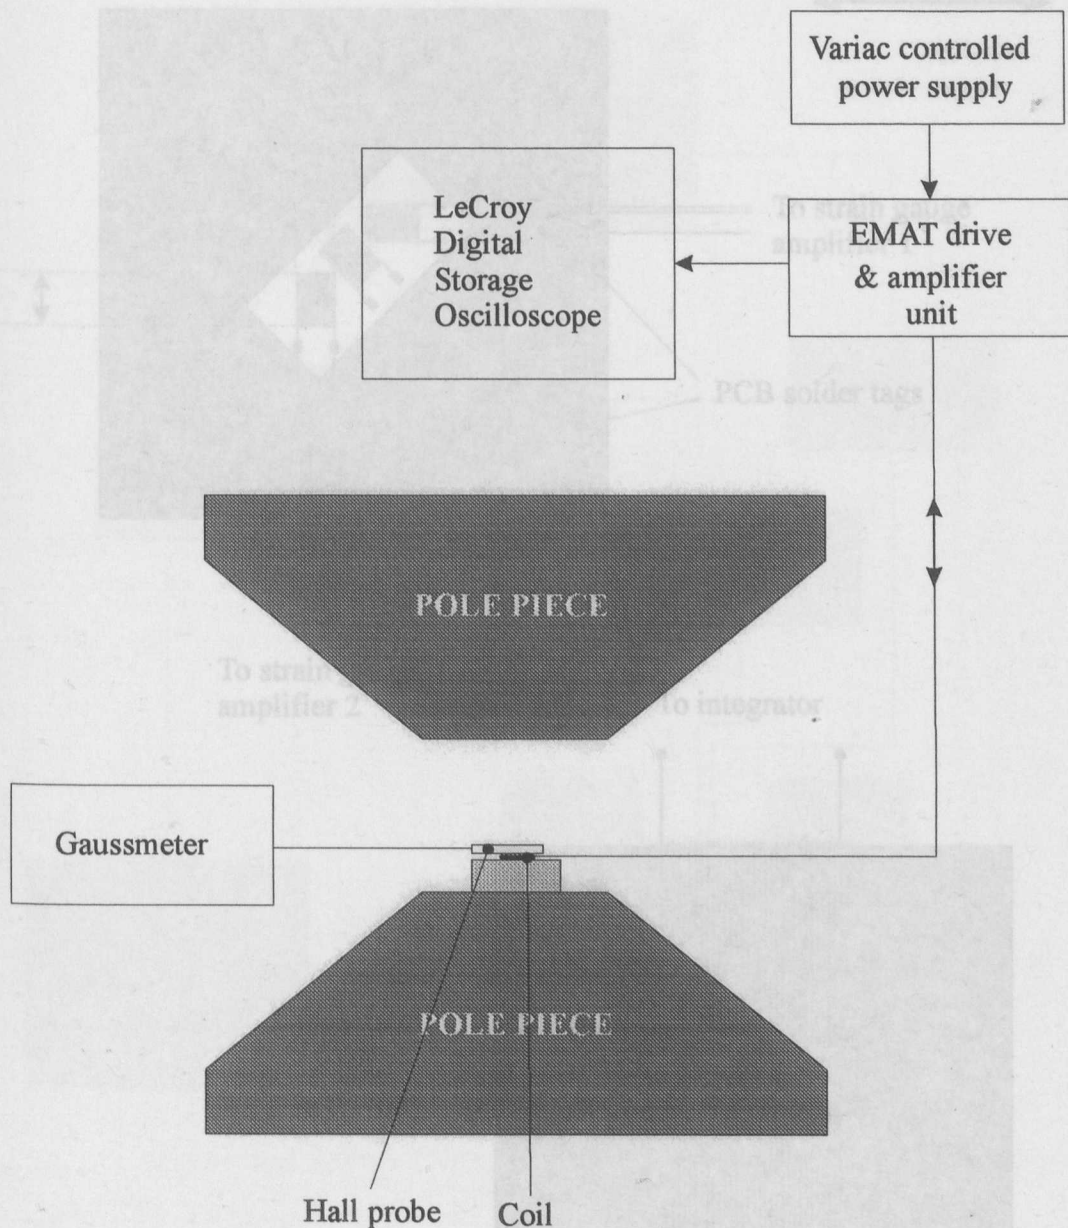 Variac controlled
power supply
LeCroy
Digital
Storage
Oscilloscope
To strain gauge
amplifier 1
EMAT drive
& amplifier
unit
PCB solder tags
POLE PIECE
To strain
amplifier 2
To integrator
Gaussmeter
POLE PIECE
Hall probe
Coil